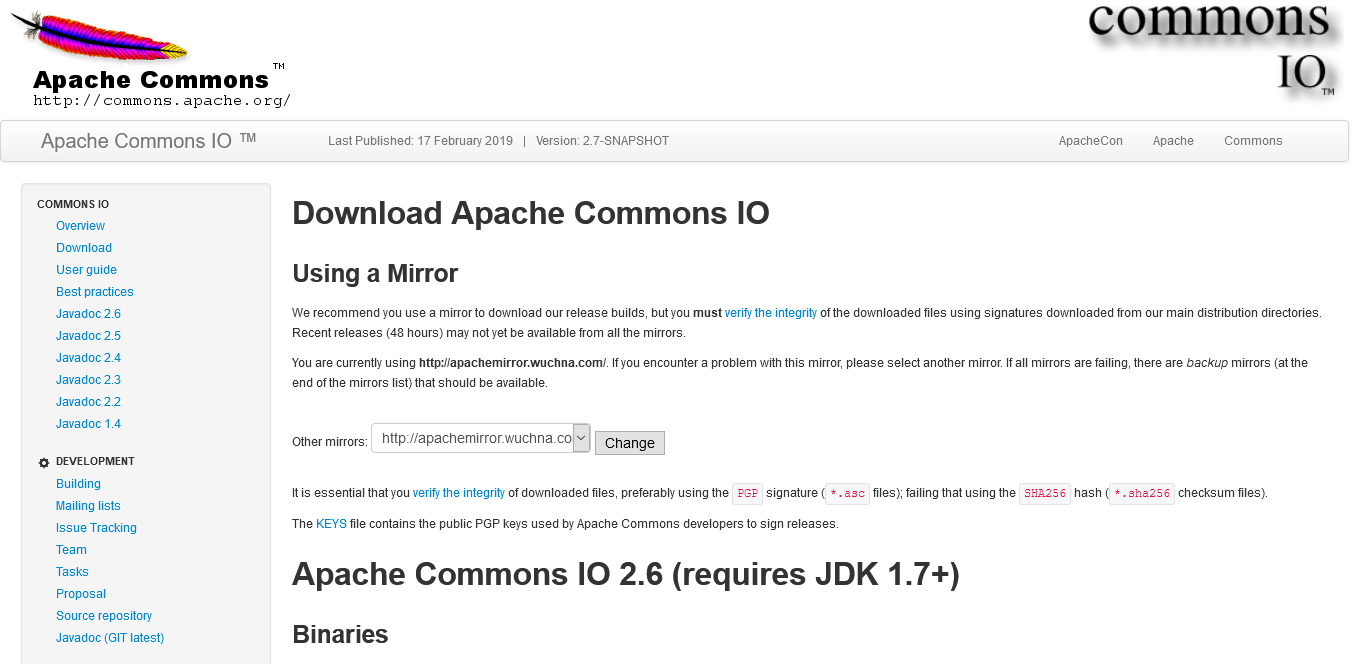 Apache Commons™
http://commons.apache.org/
commons
IO™
Apache Commons IO ™
Last Published: 17 February 2019 | Version: 2.7-SNAPSHOT
ApacheCon Apache Commons
COMMONS IO
Overview
Download
User guide
Best practices
Javadoc 2.6
Javadoc 2.5
Javadoc 2.4
Javadoc 2.3
Javadoc 2.2
Javadoc 1.4
DEVELOPMENT
Building
Mailing lists
Issue Tracking
Team
Tasks
Proposal
Source repository
Javadoc (GIT latest)
Download Apache Commons IO
Using a Mirror
We recommend you use a mirror to download our release builds, but you must verify the integrity of the downloaded files using signatures downloaded from our main distribution directories.
Recent releases (48 hours) may not yet be available from all the mirrors.
You are currently using http://apachemirror.wuchna.com/. If you encounter a problem with this mirror, please select another mirror. If all mirrors are failing, there are backup mirrors (at the
end of the mirrors list) that should be available.
Other mirrors: http://apachemirror.wuchna.co Change
It is essential that you verify the integrity of downloaded files, preferably using the PGP signature (*.asc files); failing that using the SHA256 hash (*.sha256 checksum files).
The KEYS file contains the public PGP keys used by Apache Commons developers to sign releases.
Apache Commons IO 2.6 (requires JDK 1.7+)
Binaries